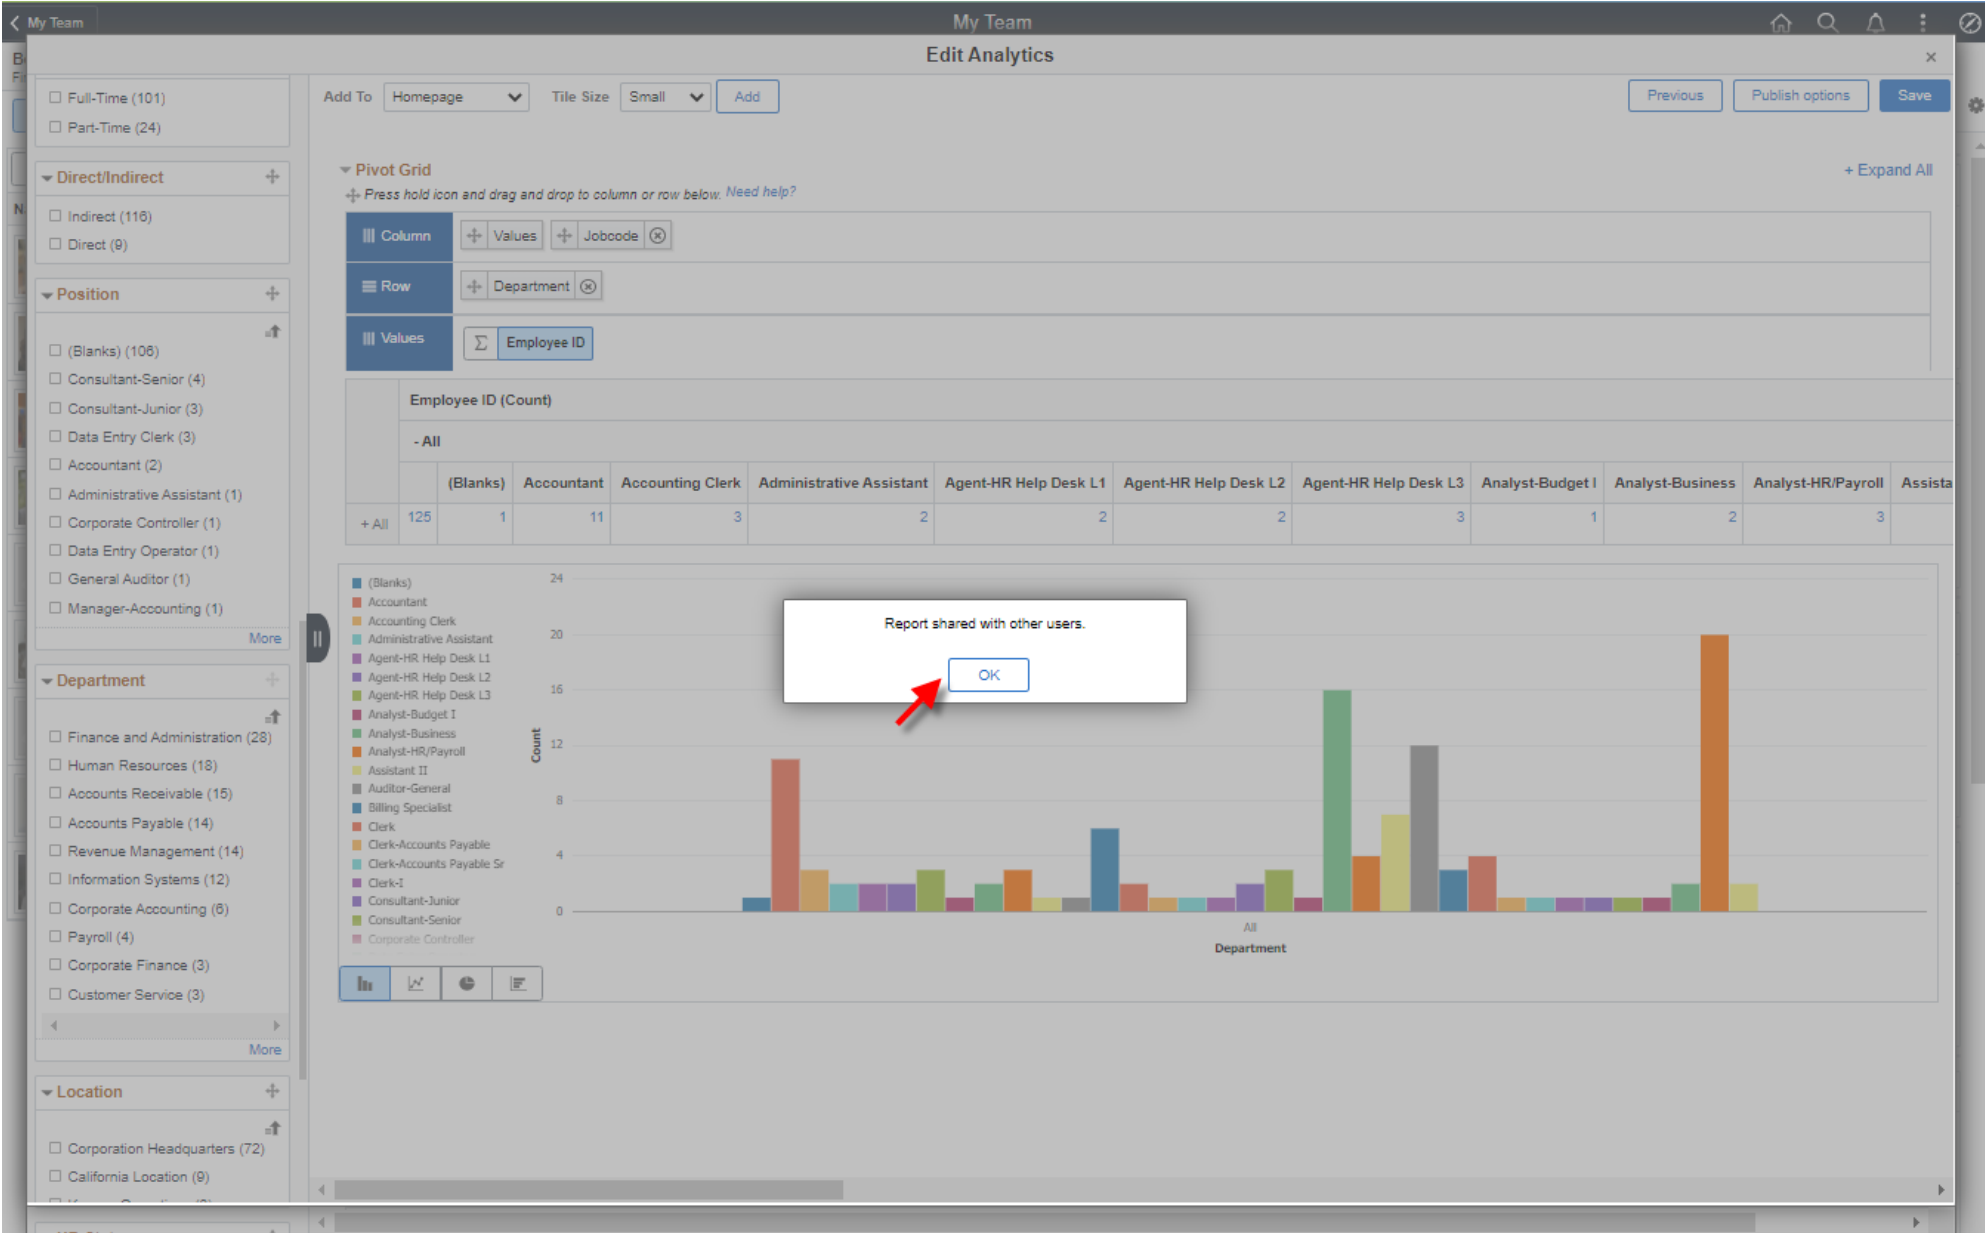 My Team
My Team
Edit Analytics
Full-Time (101)
Part-Time (24)
Direct/Indirect
Indirect (116)
Direct (9)
Position
(Blanks) (106)
Consultant-Senior (4)
Consultant-Junior (3)
Data Entry Clerk (3)
Accountant (2)
Administrative Assistant (1)
Corporate Controller (1)
Data Entry Operator (1)
General Auditor (1)
Manager-Accounting (1)
More
Department
Finance and Administration (28)
Human Resources (18)
Accounts Receivable (15)
Accounts Payable (14)
Revenue Management (14)
Information Systems (12)
Corporate Accounting (6)
Payroll (4)
Corporate Finance (3)
Customer Service (3)
More
Location
Corporation Headquarters (72)
California Location (9)
Add To Homepage Tile Size Small Add
Previous Publish options Save
Pivot Grid
+ Expand All
Press hold icon and drag and drop to column or row below. Need help?
Column Values Jobcode
Row Department
Values Σ Employee ID
Employee ID (Count)
- All
(Blanks) Accountant Accounting Clerk Administrative Assistant Agent-HR Help Desk L1 Agent-HR Help Desk L2 Agent-HR Help Desk L3 Analyst-Budget I Analyst-Business Analyst-HR/Payroll Assista
+ All 125 1 11 3 2 2 2 3 1 2 3
(Blanks)
Accountant
Accounting Clerk
Administrative Assistant
Agent-HR Help Desk L1
Agent-HR Help Desk L2
Agent-HR Help Desk L3
Analyst-Budget I
Analyst-Business
Analyst-HR/Payroll
Assistant II
Auditor-General
Billing Specialist
Clerk
Clerk-Accounts Payable
Clerk-Accounts Payable Sr
Clerk-I
Consultant-Junior
Consultant-Senior
Corporate Controller
24
20
16
12
8
4
0
Count
All
Department
Report shared with other users.
OK